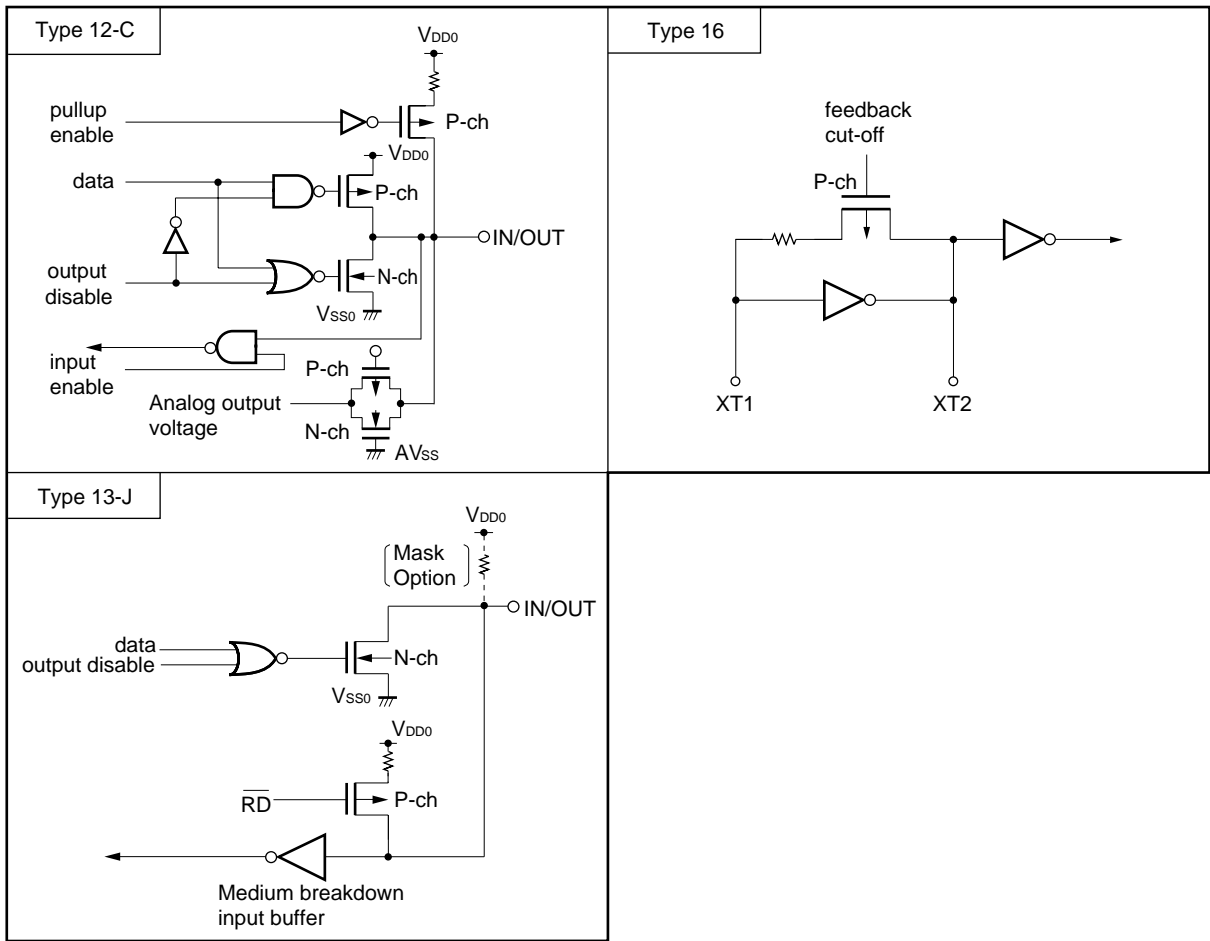 Type 12-C
VDD0
pullup
enable
P-ch
VDD0
data
P-ch
IN/OUT
output
disable
N-ch
VSS0
input
enable
P-ch
Analog output
voltage
N-ch
AVSS
Type 16
feedback
cut-off
P-ch
XT1
XT2
Type 13-J
VDD0
Mask
Option
IN/OUT
data
output disable
N-ch
VSS0
VDD0
RD
P-ch
Medium breakdown
input buffer